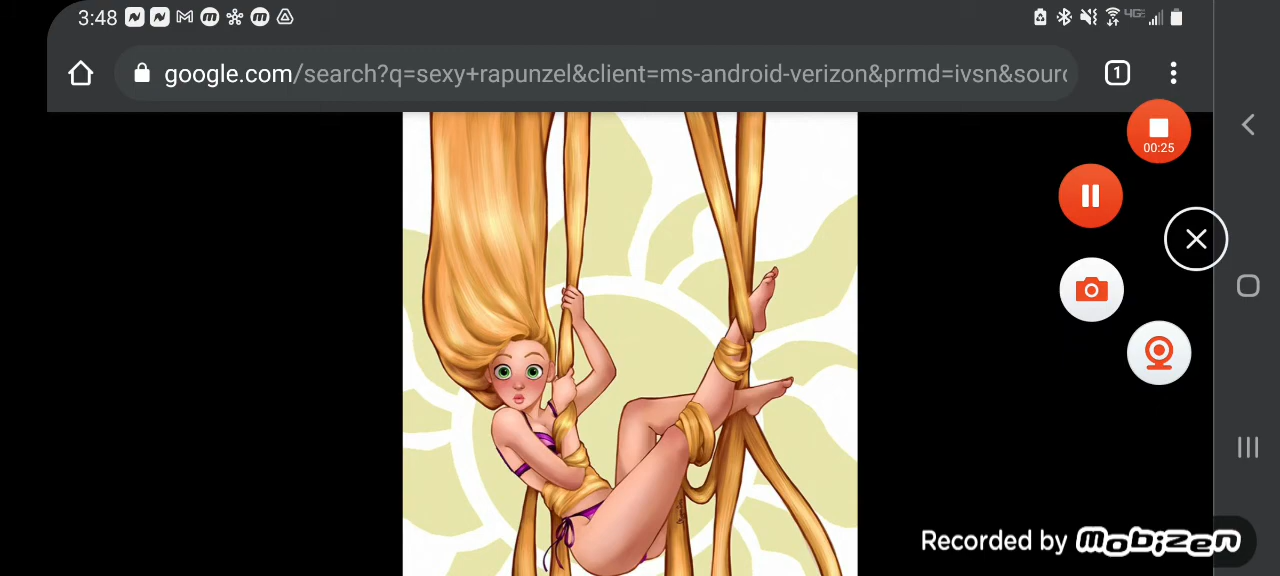 3:48
4GE
google.com/search?q=sexy+rapunzel&client=ms-android-verizon&prmd=ivsn&sourc
1
00:25
Recorded by mobizen